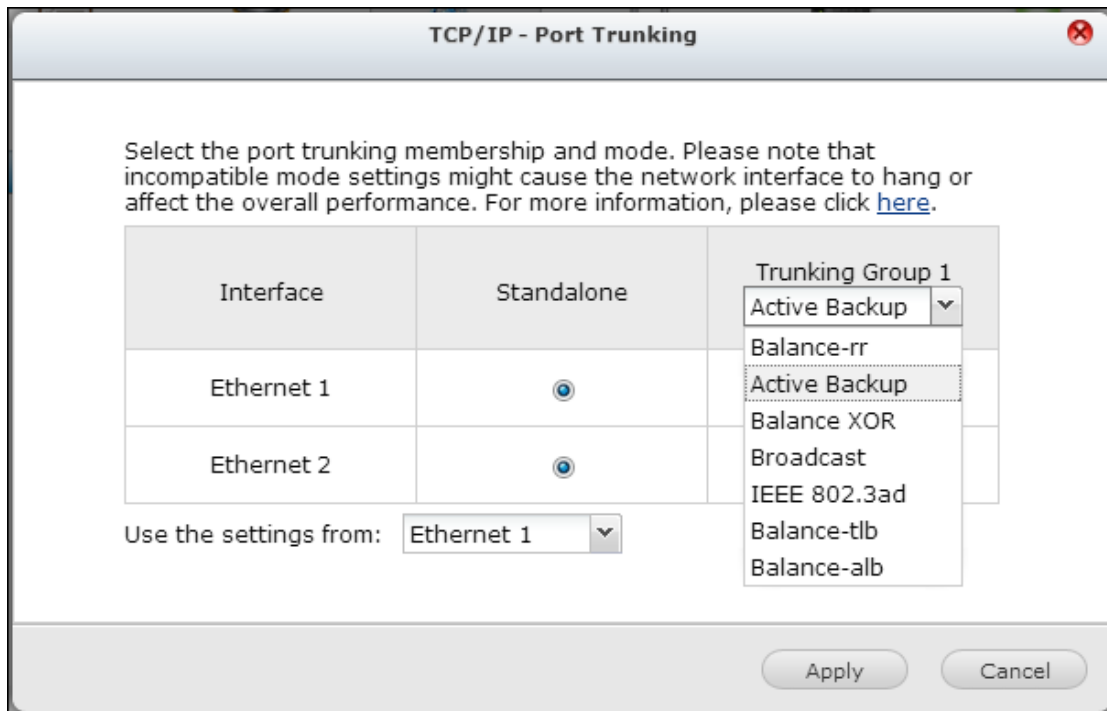 TCP/IP - Port Trunking
Select the port trunking membership and mode. Please note that
incompatible mode settings might cause the network interface to hang or
affect the overall performance. For more information, please click here.
Interface
Standalone
Trunking Group 1
Active Backup
Balance-rr
Active Backup
Balance XOR
Broadcast
IEEE 802.3ad
Balance-tlb
Balance-alb
Ethernet 1
Ethernet 2
Use the settings from: Ethernet 1
Apply Cancel